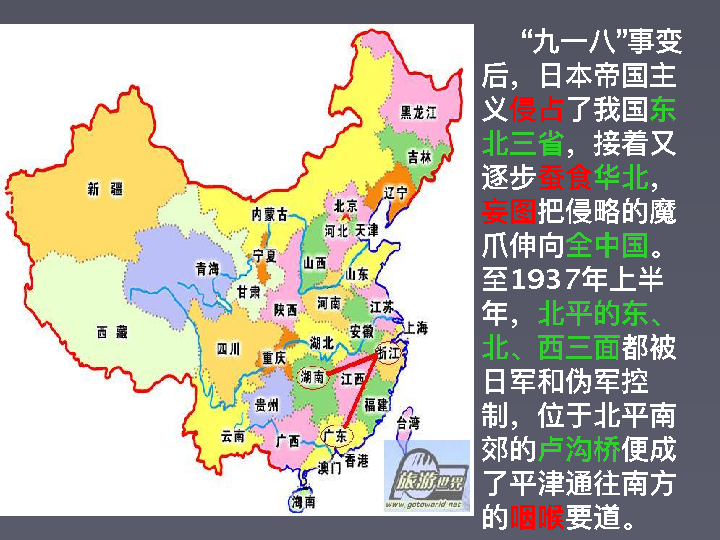 “九一八”事变
后，日本帝国主
义侵占了我国东
北三省，接着又
逐步蚕食华北，
妄图把侵略的魔
爪伸向全中国。
至1937年上半
年，北平的东、
北、西三面都被
日军和伪军控
制，位于北平南
郊的卢沟桥便成
了平津通往南方
的咽喉要道。
黑龙江
吉林
辽宁
新疆
内蒙古
北京
河北
天津
宁夏
山西
山东
青海
甘肃
陕西
河南
江苏
西藏
安徽
上海
四川
湖北
重庆
浙江
湖南
江西
贵州
福建
云南
广西
广东
台湾
澳门
香港
海南
旅游世界
www.gotoworld.net